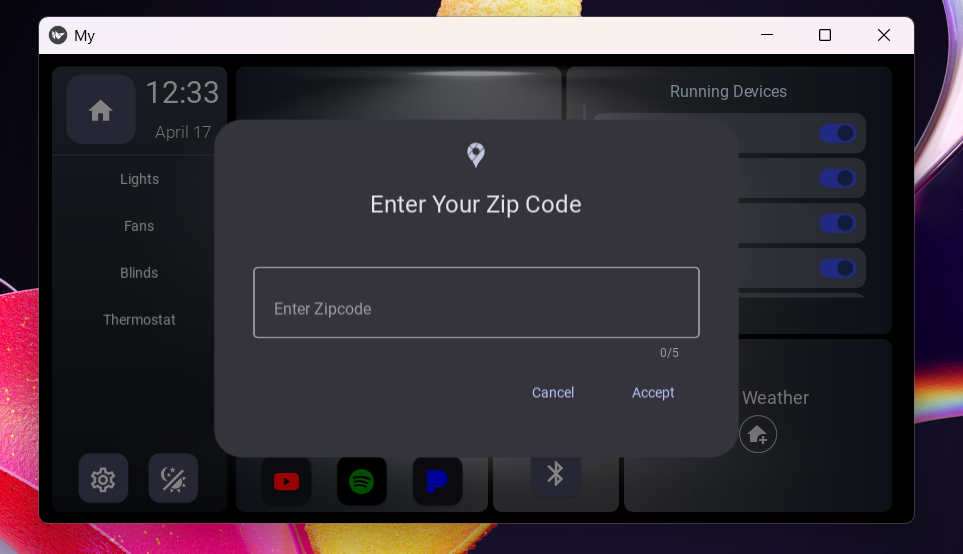 My
12:33
April 17
Lights
Fans
Blinds
Thermostat
Running Devices
Enter Your Zip Code
Enter Zipcode
0/5
Cancel
Accept
Weather